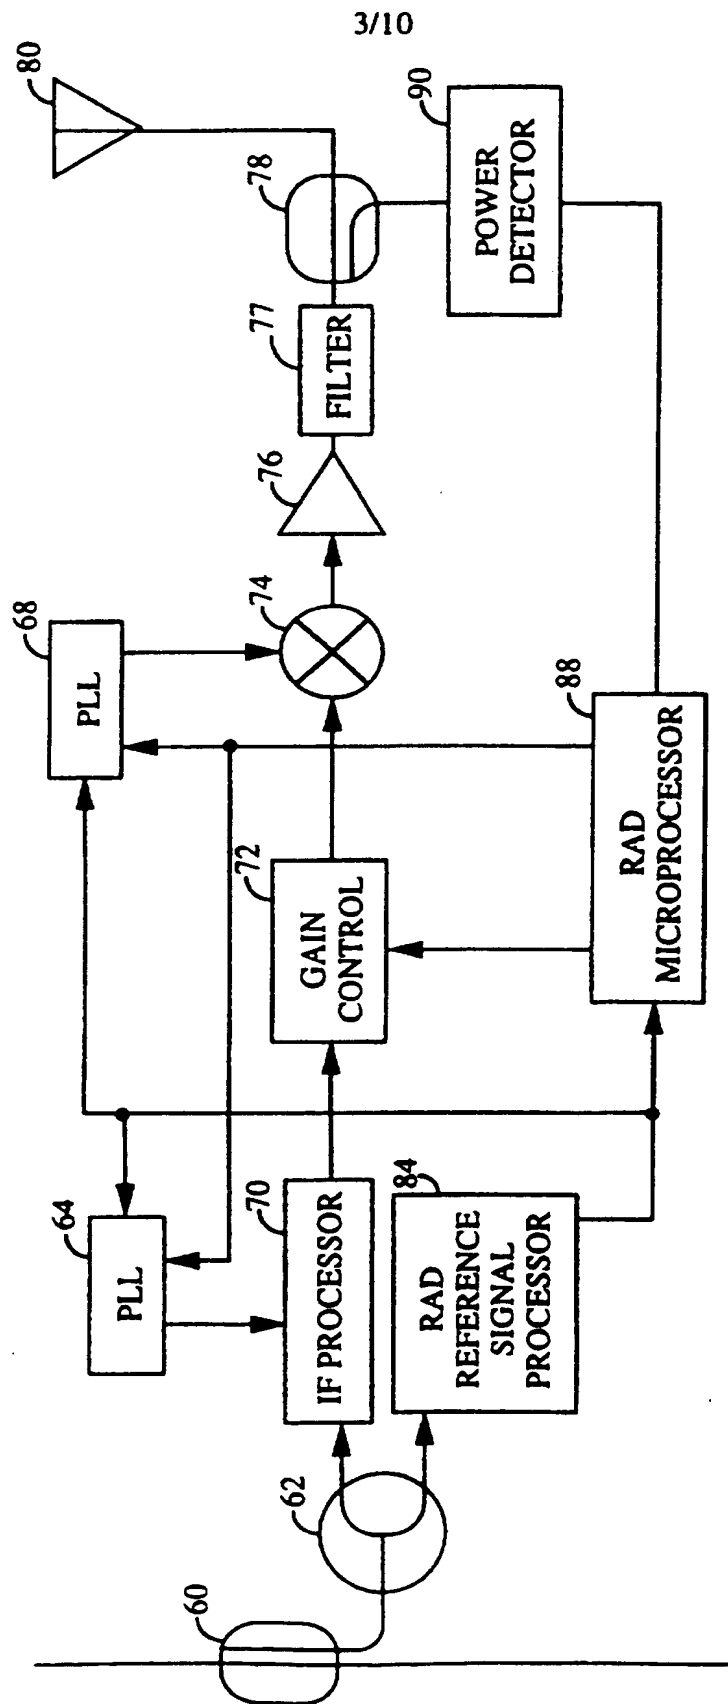 3/10
80
78
90
POWER
DETECTOR
77
FILTER
76
74
68
PLL
88
RAD
MICROPROCESSOR
72
GAIN
CONTROL
64
PLL
70
IF PROCESSOR
84
RAD
REFERENCE
SIGNAL
PROCESSOR
62
60